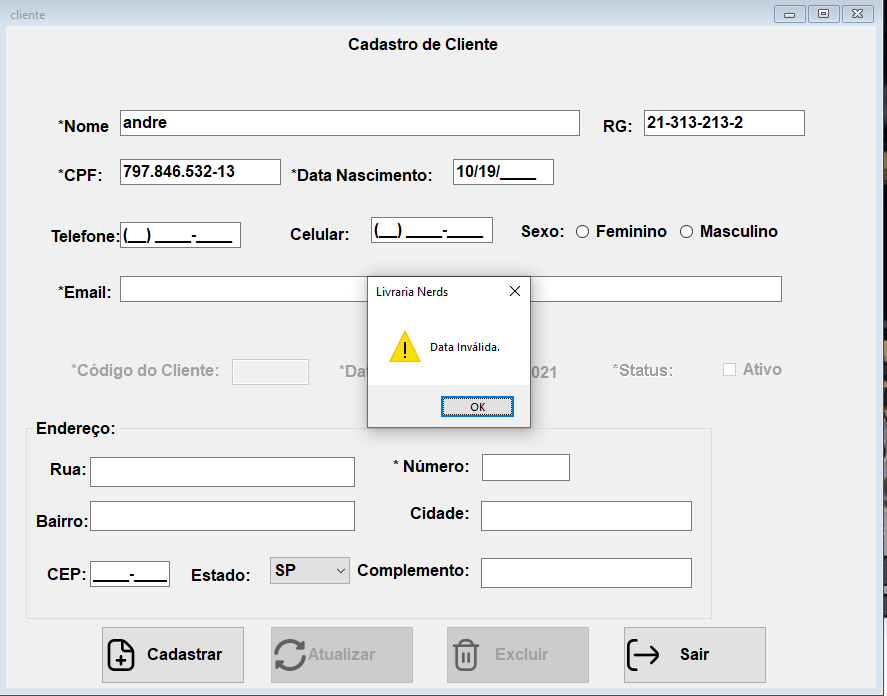 cliente
Cadastro de Cliente
*Nome andre RG: 21-313-213-2
*CPF: 797.846.532-13 *Data Nascimento: 10/19/____
Telefone: (__) ____-____ Celular: (__) ____-____ Sexo: Feminino Masculino
*Email:
Livraria Nerds
Data Inválida.
OK
*Código do Cliente: *Da 021 *Status: Ativo
Endereço:
Rua: * Número:
Bairro: Cidade:
CEP: ____-____ Estado: SP Complemento:
Cadastrar Atualizar Excluir Sair